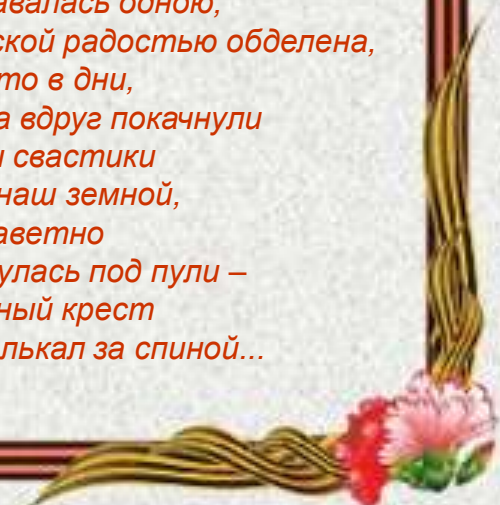 авалась одною,
ской радостью обделена,
то в дни,
а вдруг покачнули
и свастики
наш земной,
аветно
улась под пули –
ный крест
лькал за спиной...